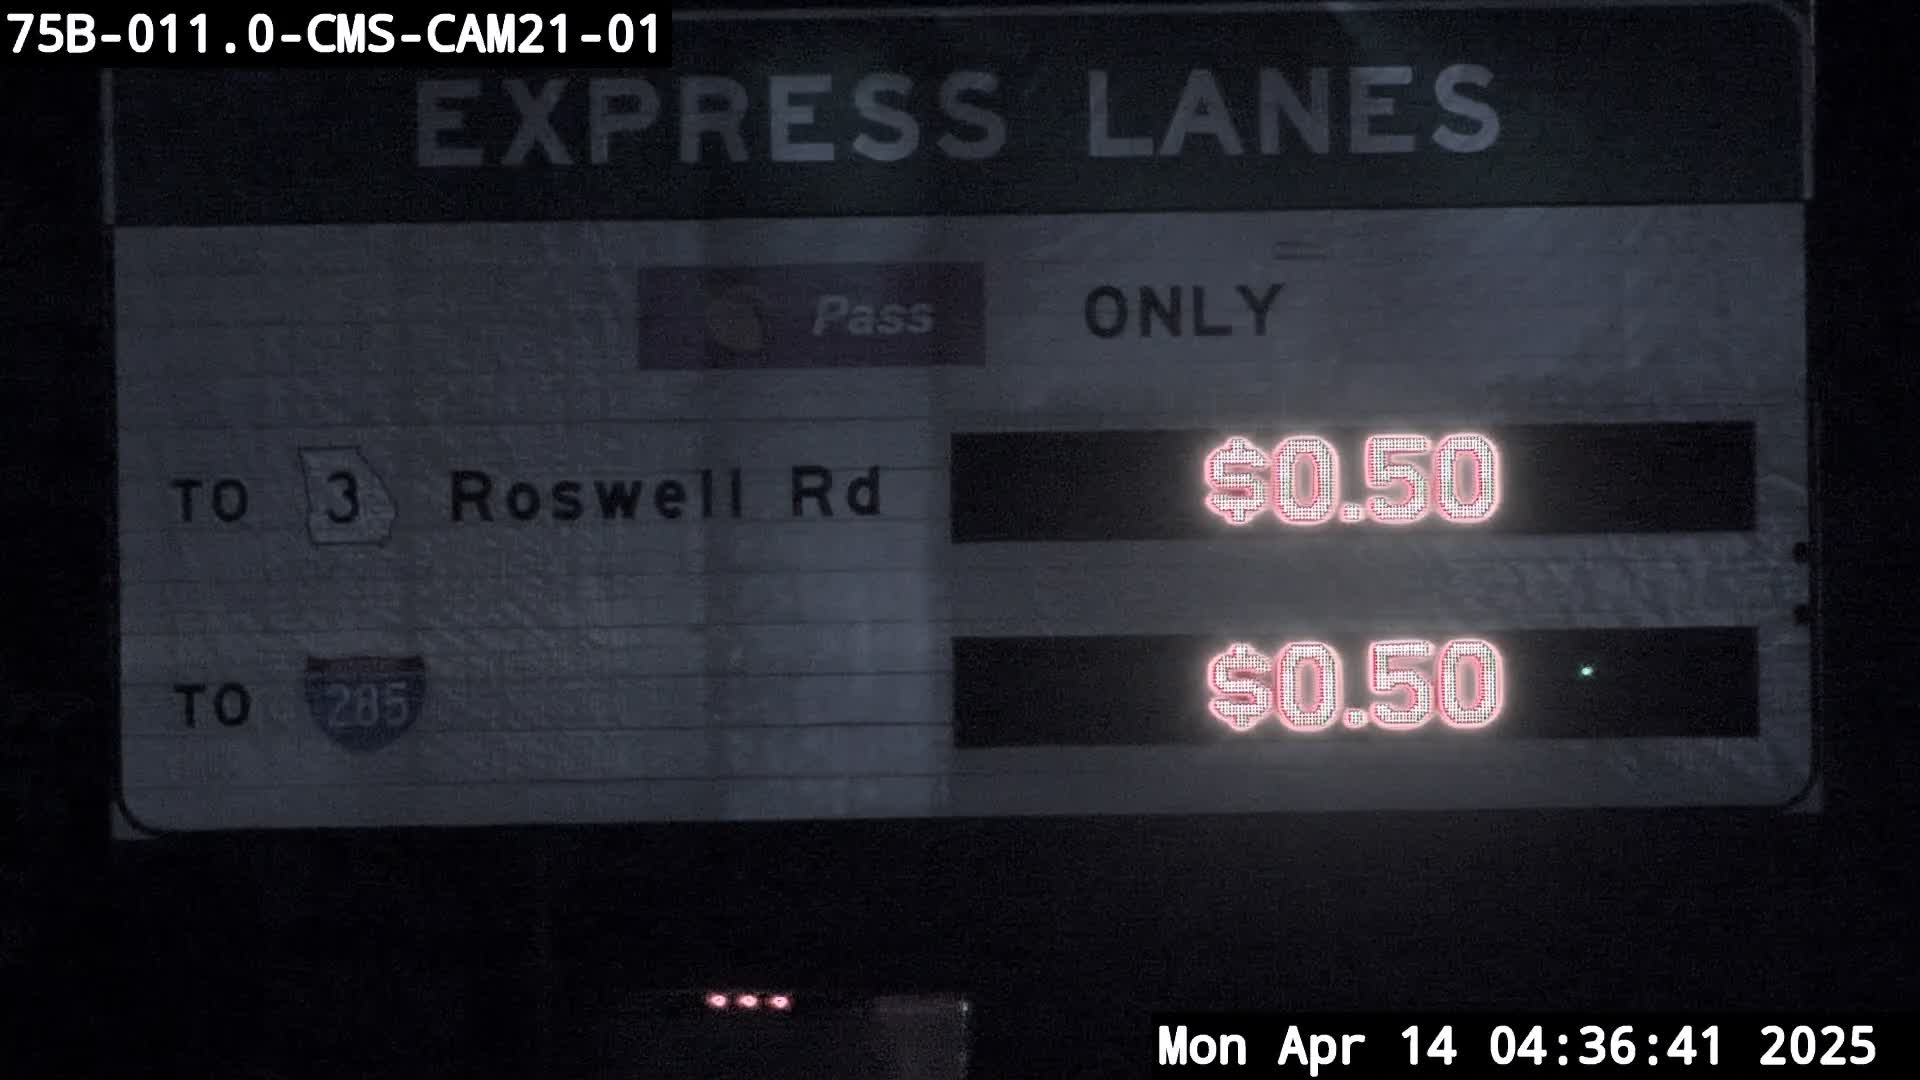 75B-011.0-CMS-CAM21-01
EXPRESS LANES
Pass ONLY
TO 3 Roswell Rd $0.50
TO 285 $0.50
Mon Apr 14 04:36:41 2025